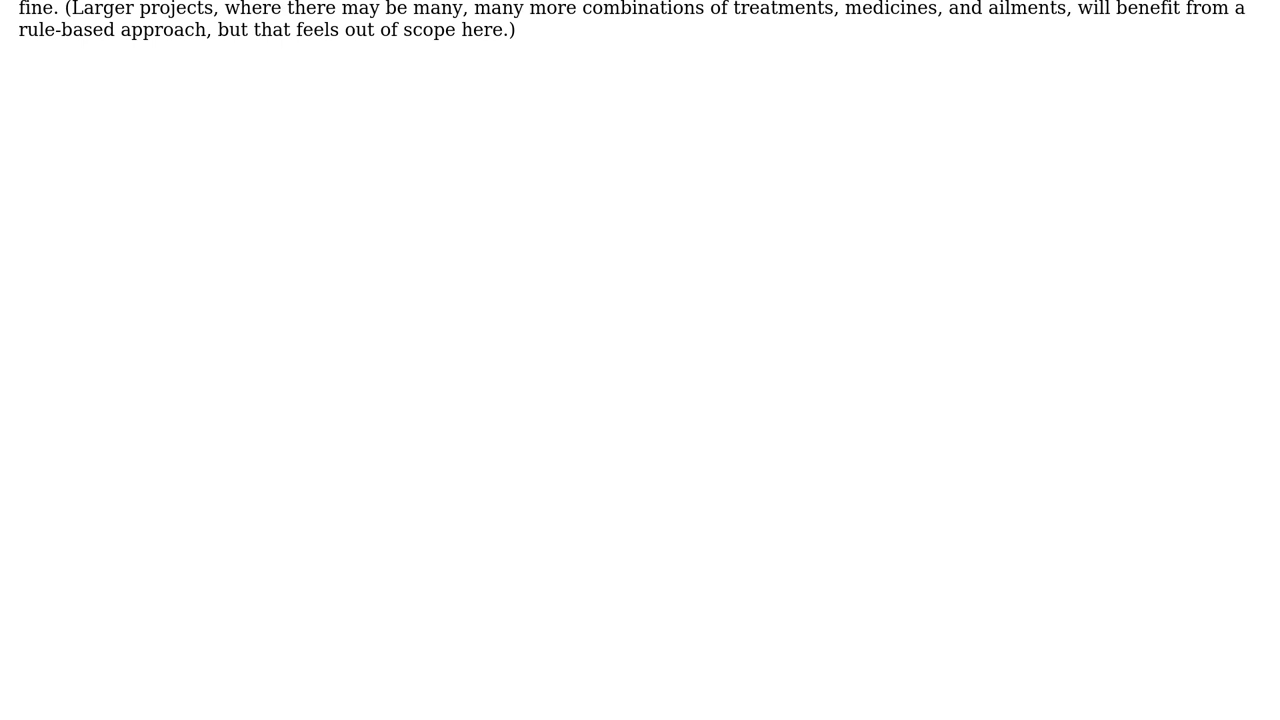 fine. (Larger projects, where there may be many, many more combinations of treatments, medicines, and ailments, will benefit from a
rule-based approach, but that feels out of scope here.)